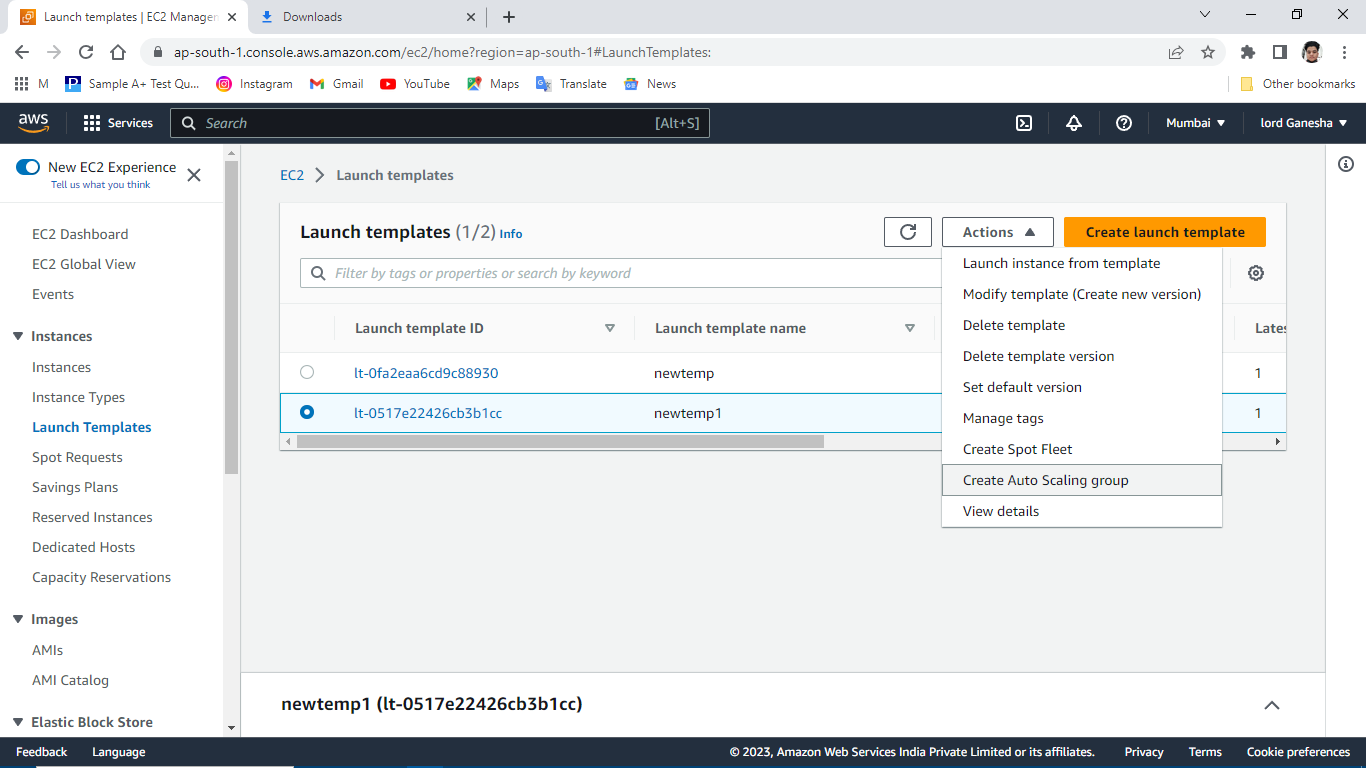 Launch templates | EC2 Managen
Downloads
ap-south-1.console.aws.amazon.com/ec2/home?region=ap-south-1#LaunchTemplates:
M
Sample A+ Test Qu...
Instagram
Gmail
YouTube
Maps
Translate
News
Other bookmarks
aws
Services
Search
[Alt+S]
Mumbai
lord Ganesha
New EC2 Experience
Tell us what you think
EC2 Dashboard
EC2 Global View
Events
Instances
Instances
Instance Types
Launch Templates
Spot Requests
Savings Plans
Reserved Instances
Dedicated Hosts
Capacity Reservations
Images
AMIs
AMI Catalog
Elastic Block Store
EC2 > Launch templates
Launch templates (1/2) Info
Actions
Create launch template
Filter by tags or properties or search by keyword
Launch instance from template
Modify template (Create new version)
Delete template
Delete template version
Set default version
Manage tags
Create Spot Fleet
Create Auto Scaling group
View details
Launch template ID
Launch template name
Lates
lt-0fa2eaa6cd9c88930
newtemp
1
lt-0517e22426cb3b1cc
newtemp1
1
newtemp1 (lt-0517e22426cb3b1cc)
Feedback
Language
© 2023, Amazon Web Services India Private Limited or its affiliates.
Privacy
Terms
Cookie preferences